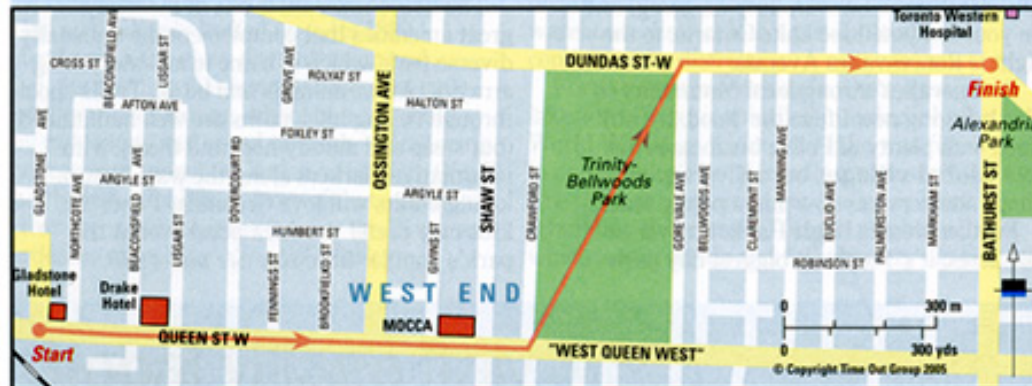 Toronto Western
Hospital
DUNDAS ST-W
Finish
CROSS ST
BEACONSFIELD AVE
LISGAR ST
GROVE AVE
ROLYAT ST
OSSINGTON AVE
AFTON AVE
HALTON ST
FOXLEY ST
Alexandria
Park
GLADSTONE
AVE
Trinity-
Bellwoods
Park
ARGYLE ST
ARGYLE ST
NORTHCOTE AVE
BEACONSFIELD AVE
LISGAR ST
DOVERCOURT RD
HUMBERT ST
FENNINGS ST
BROOKFIELD ST
GIVINS ST
SHAW ST
CRAWFORD ST
GORE VALE AVE
BELLWOODS AVE
CLAREMONT ST
MANNING AVE
EUCLID AVE
PALMERSTON AVE
MARKHAM ST
BATHURST ST
ROBINSON ST
Gladstone
Hotel
Drake
Hotel
WEST END
MOCCA
QUEEN ST W
Start
"WEST QUEEN WEST"
0 300 m
0 300 yds
© Copyright Time Out Group 2005